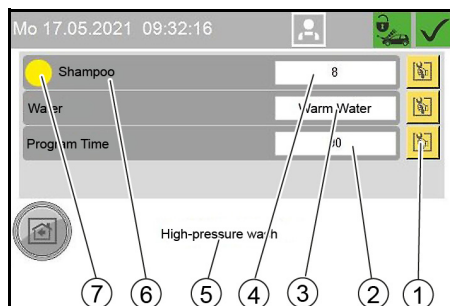 Mo 17.05.2021 09:32:16
Shampoo 8
Water Warm Water
Program Time
High-pressure wash
7 6 5 4 3 2 1